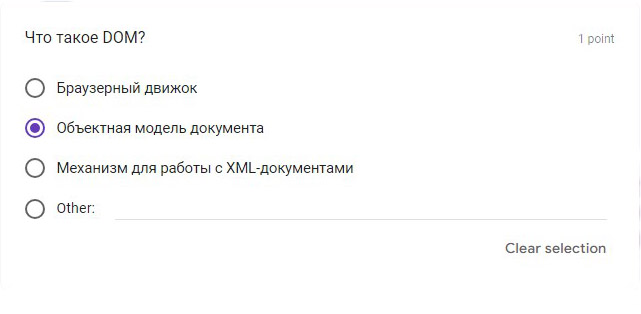 Что такое DOM?
1 point
Браузерный движок
Объектная модель документа
Механизм для работы с XML-документами
Other:
Clear selection